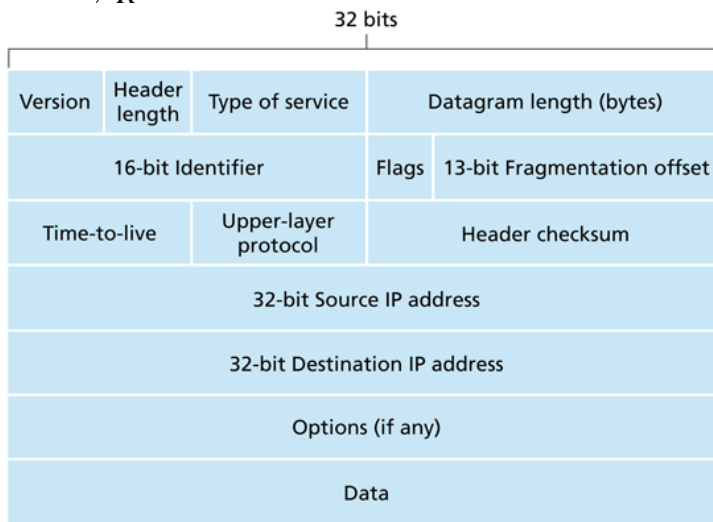 32 bits
Version Header length Type of service Datagram length (bytes)
16-bit Identifier Flags 13-bit Fragmentation offset
Time-to-live Upper-layer protocol Header checksum
32-bit Source IP address
32-bit Destination IP address
Options (if any)
Data